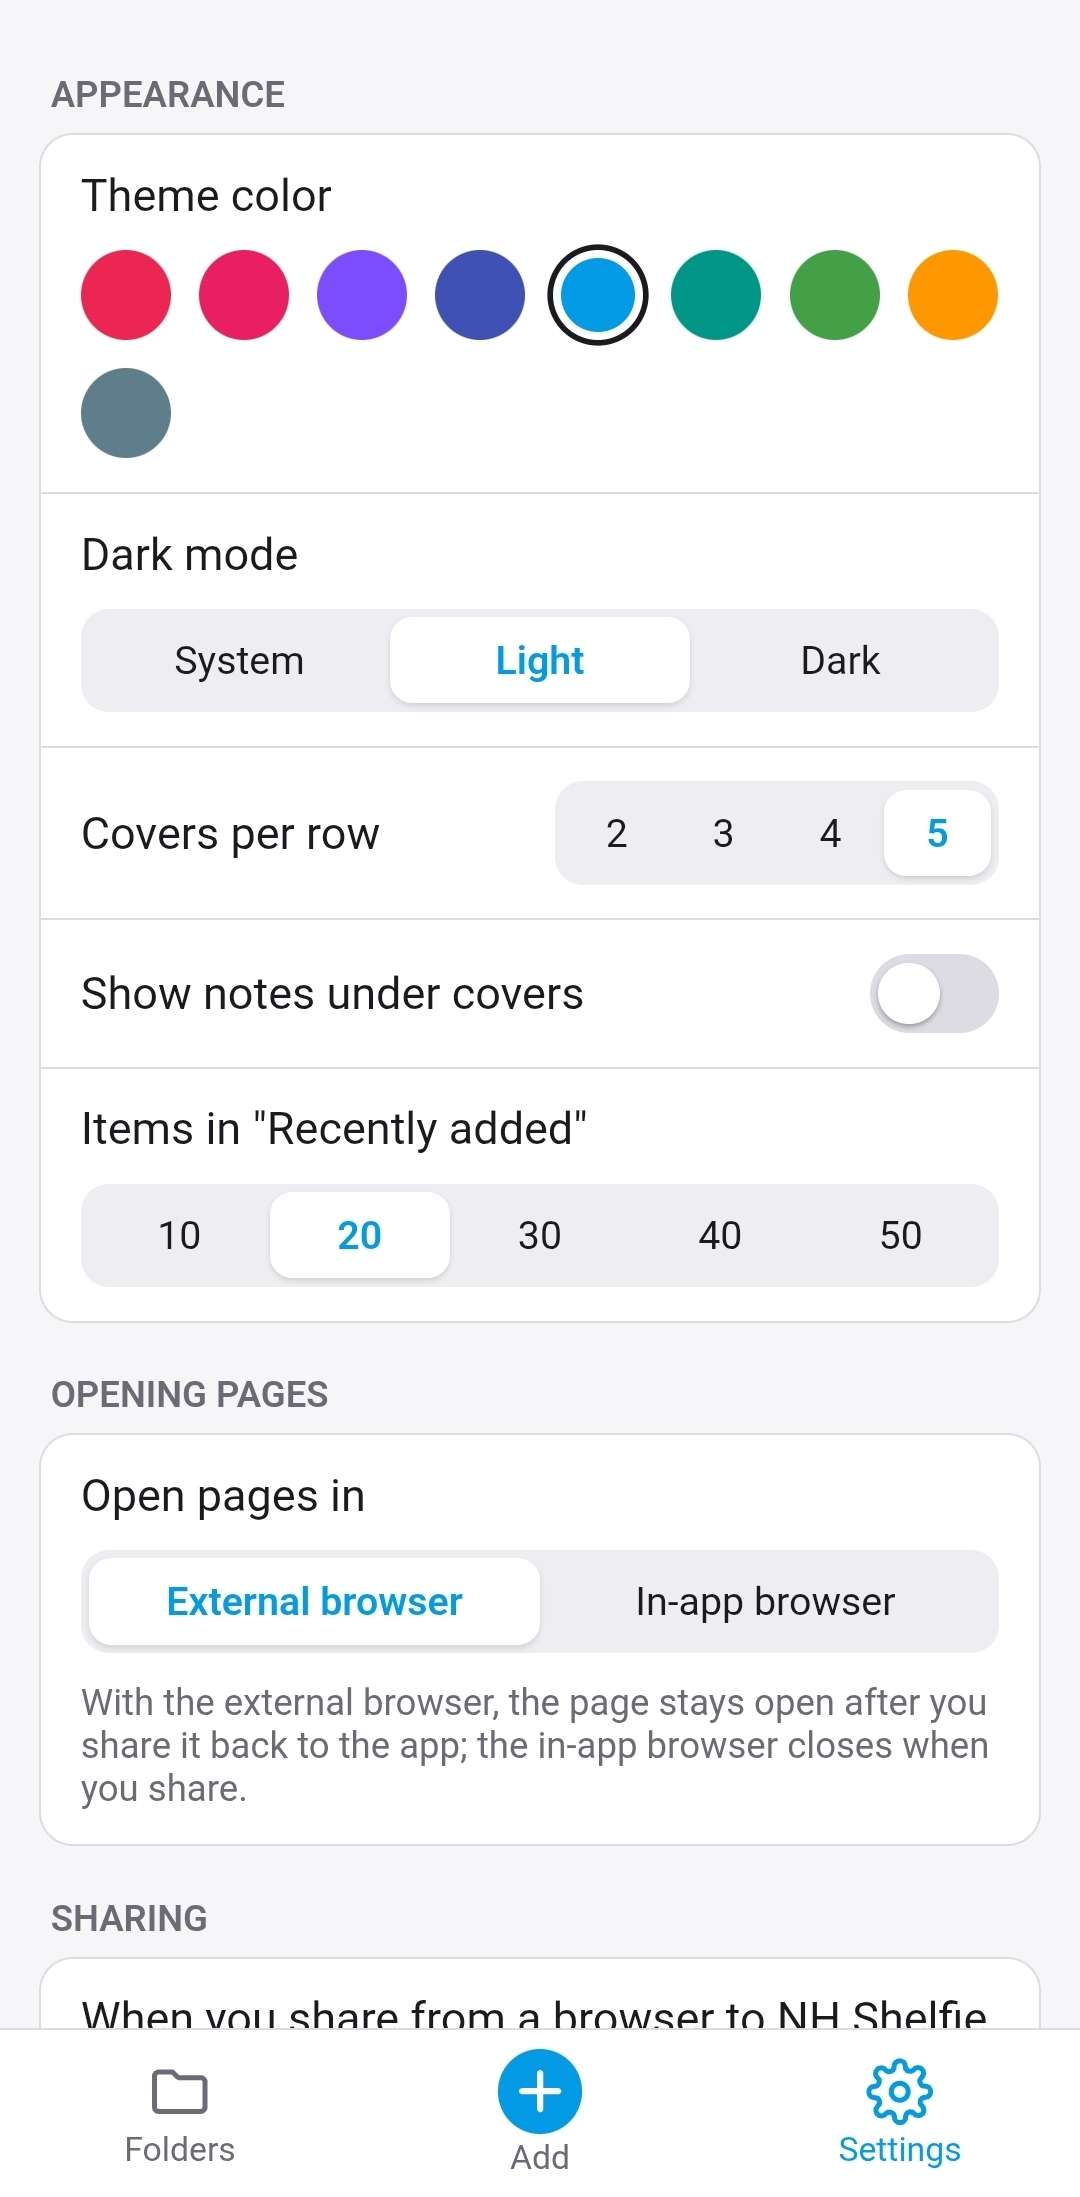 APPEARANCE
Theme color
Dark mode
System Light Dark
Covers per row 2 3 4 5
Show notes under covers
Items in "Recently added"
10 20 30 40 50
OPENING PAGES
Open pages in
External browser In-app browser
With the external browser, the page stays open after you
share it back to the app; the in-app browser closes when
you share.
SHARING
When you share from a browser to NH Shelfie
Folders Add Settings